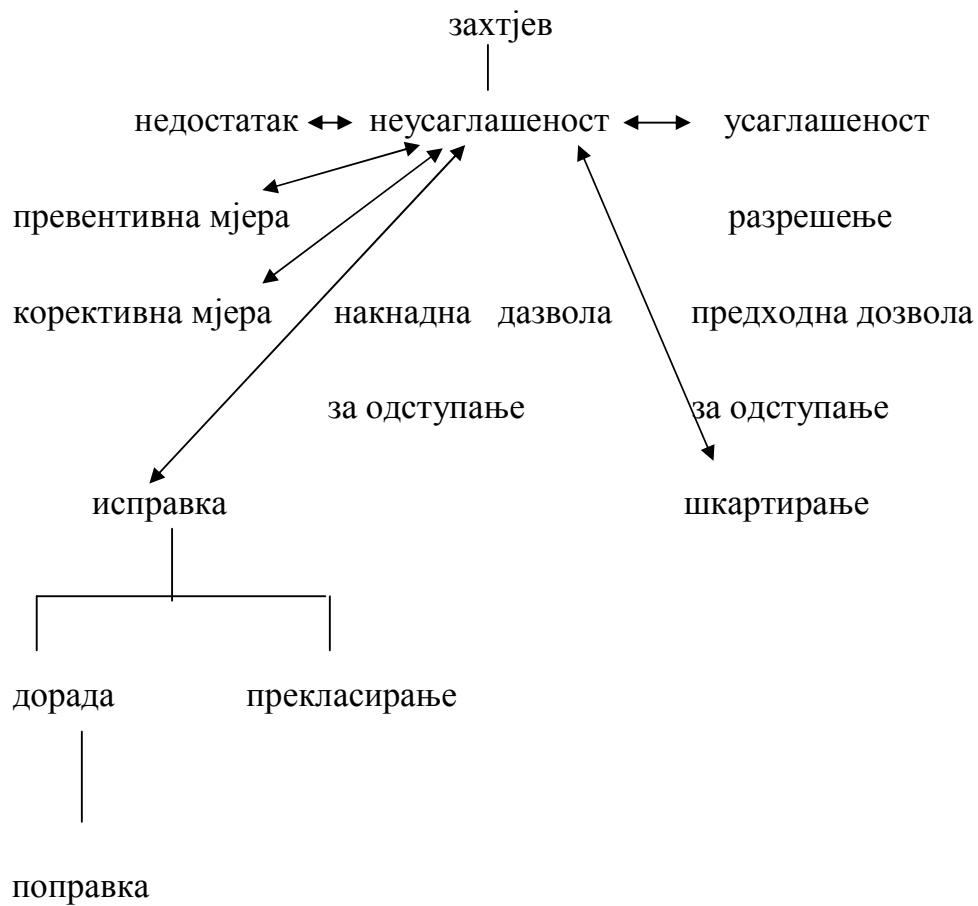 захтјев
недостатак неусаглашеност усаглашеност
превентивна мјера разрешење
корективна мјера накнадна дазвола предходна дозвола
за одступање за одступање
исправка шкартирање
дорада прекласирање
поправка